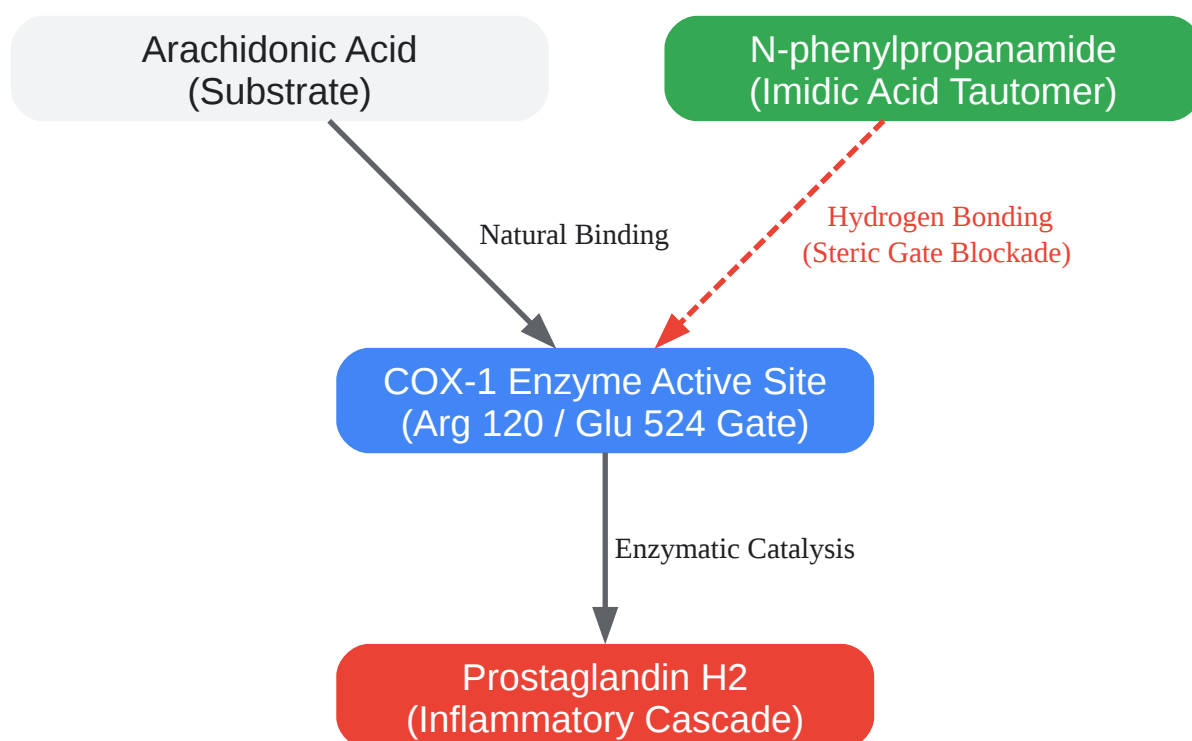 Arachidonic Acid
(Substrate)
N-phenylpropanamide
(Imidic Acid Tautomer)
Natural Binding
Hydrogen Bonding
(Steric Gate Blockade)
COX-1 Enzyme Active Site
(Arg 120 / Glu 524 Gate)
Enzymatic Catalysis
Prostaglandin H2
(Inflammatory Cascade)